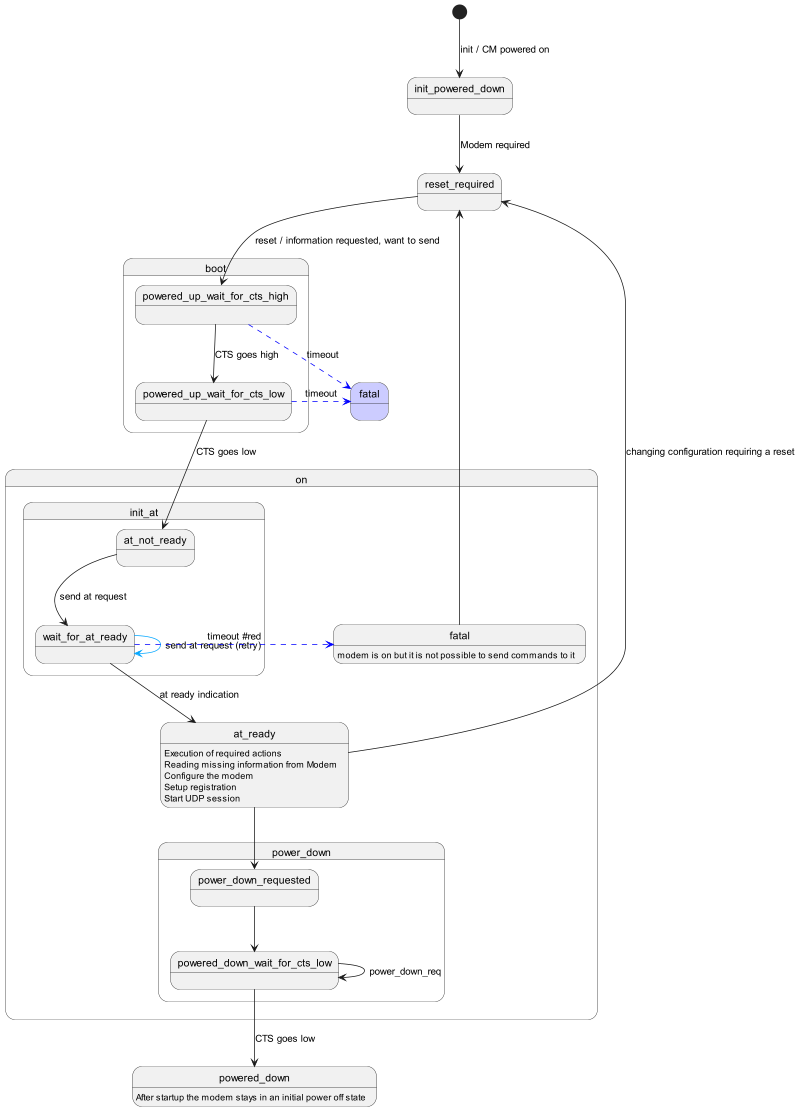 init / CM powered on
init_powered_down
Modem required
reset_required
reset / information requested, want to send
boot
powered_up_wait_for_cts_high
CTS goes high
timeout
powered_up_wait_for_cts_low
timeout
fatal
CTS goes low
changing configuration requiring a reset
on
init_at
at_not_ready
send at request
wait_for_at_ready
timeout #red
send at request (retry)
fatal
modem is on but it is not possible to send commands to it
at ready indication
at_ready
Execution of required actions
Reading missing information from Modem
Configure the modem
Setup registration
Start UDP session
power_down
power_down_requested
powered_down_wait_for_cts_low
power_down_req
CTS goes low
powered_down
After startup the modem stays in an initial power off state